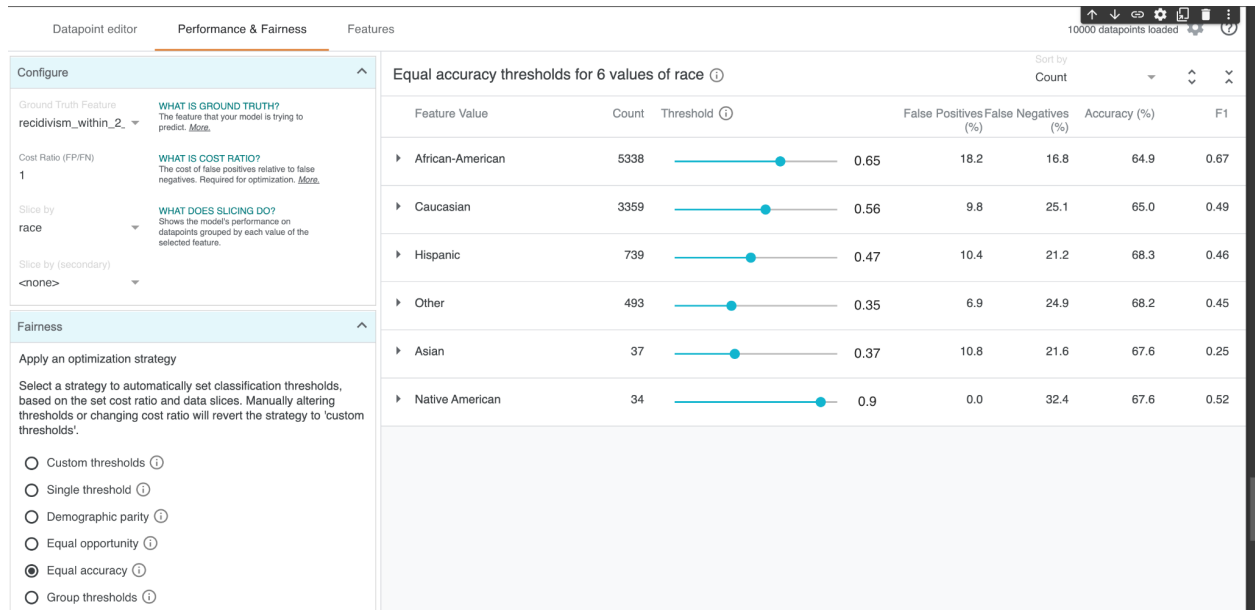 Datapoint editor
Performance & Fairness
Features
10000 datapoints loaded
Configure
Ground Truth Feature
recidivism_within_2_
WHAT IS GROUND TRUTH?
The feature that your model is trying to
predict. More.
Cost Ratio (FP/FN)
1
WHAT IS COST RATIO?
The cost of false positives relative to false
negatives. Required for optimization. More.
Slice by
race
WHAT DOES SLICING DO?
Shows the model's performance on
datapoints grouped by each value of the
selected feature.
Slice by (secondary)
<none>
Fairness
Apply an optimization strategy
Select a strategy to automatically set classification thresholds,
based on the set cost ratio and data slices. Manually altering
thresholds or changing cost ratio will revert the strategy to 'custom
thresholds'.
Custom thresholds
Single threshold
Demographic parity
Equal opportunity
Equal accuracy
Group thresholds
Equal accuracy thresholds for 6 values of race
Sort by
Count
Feature Value Count Threshold False Positives (%) False Negatives (%) Accuracy (%) F1
African-American 5338 0.65 18.2 16.8 64.9 0.67
Caucasian 3359 0.56 9.8 25.1 65.0 0.49
Hispanic 739 0.47 10.4 21.2 68.3 0.46
Other 493 0.35 6.9 24.9 68.2 0.45
Asian 37 0.37 10.8 21.6 67.6 0.25
Native American 34 0.9 0.0 32.4 67.6 0.52